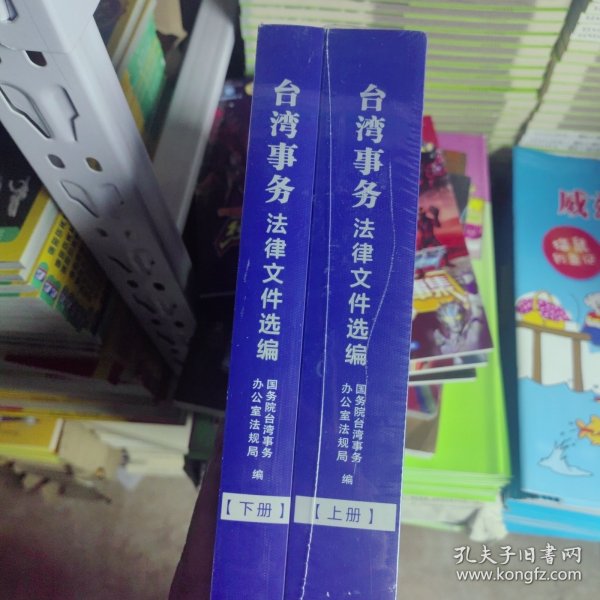 台湾事务
法律文件选编
国务院台湾事务
办公室法规局
编
【下册】
台湾事务
法律文件选编
国务院台湾事务
办公室法规局
编
【上册】
威
猫鼠
孔夫子旧书网
www.kongfz.com